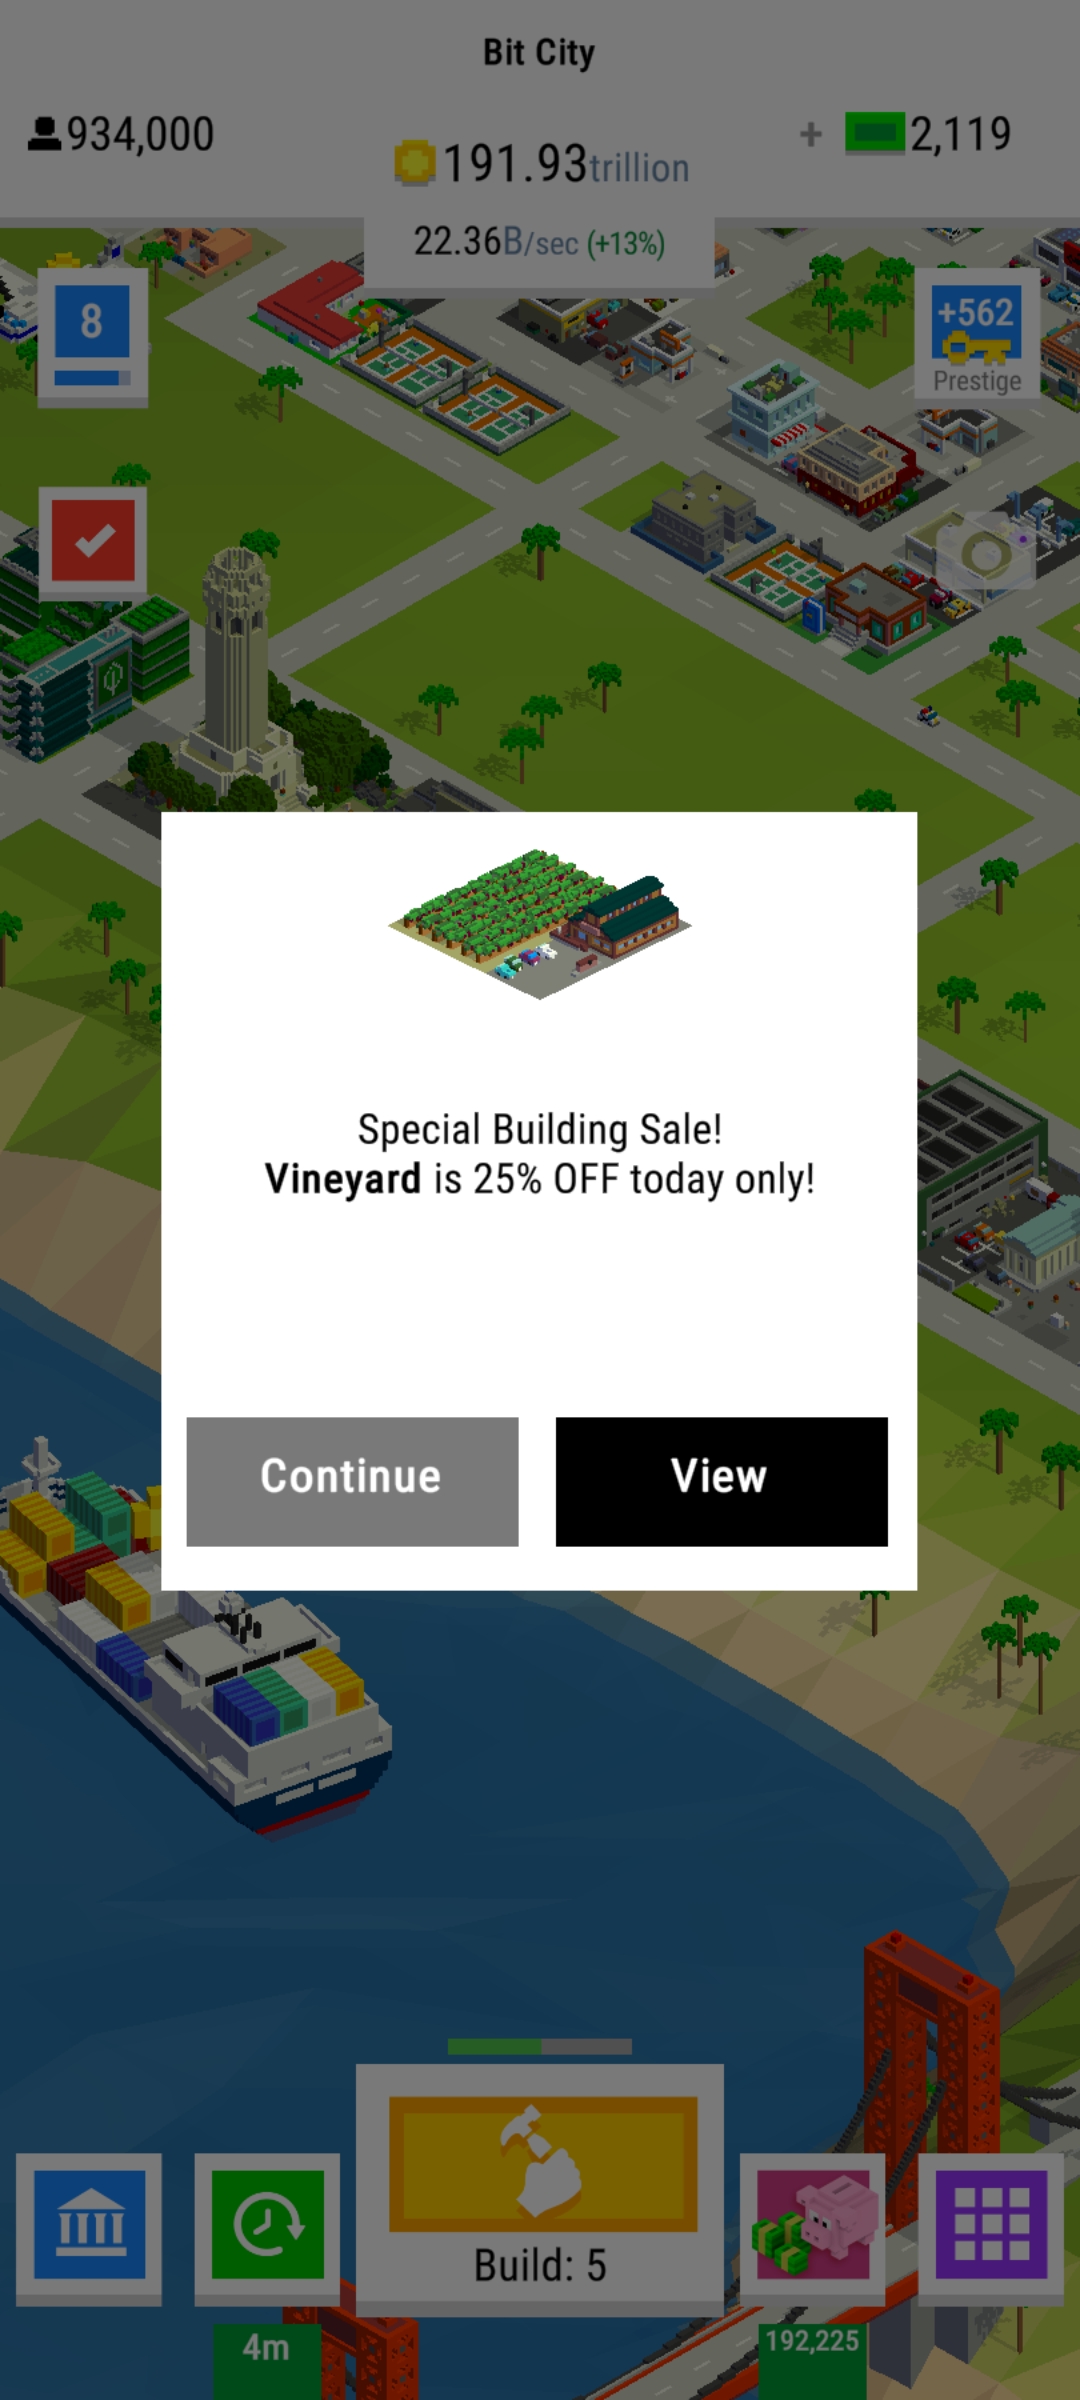 Bit City
934,000
191.93trillion
+ 2,119
22.36B/sec (+13%)
8
+562
Prestige
Special Building Sale!
Vineyard is 25% OFF today only!
Continue
View
Build: 5
4m
192,225